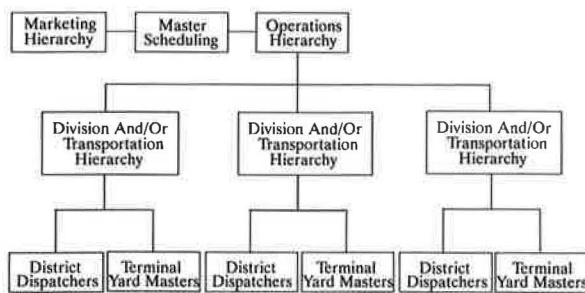 Marketing
Hierarchy
Master
Scheduling
Operations
Hierarchy
Division And/Or
Transportation
Hierarchy
Division And/Or
Transportation
Hierarchy
Division And/Or
Transportation
Hierarchy
District
Dispatchers
Terminal
Yard Masters
District
Dispatchers
Terminal
Yard Masters
District
Dispatchers
Terminal
Yard Masters